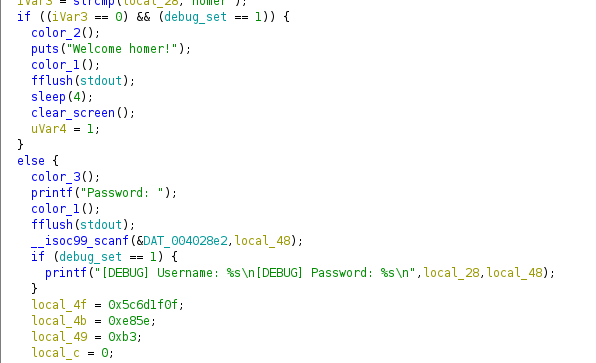 iVar3 = strcmp(local_28,"homer");
if ((iVar3 == 0) && (debug_set == 1)) {
color_2();
puts("Welcome homer!");
color_1();
fflush(stdout);
sleep(4);
clear_screen();
uVar4 = 1;
}
else {
color_3();
printf("Password: ");
color_1();
fflush(stdout);
__isoc99_scanf(&DAT_004028e2,local_48);
if (debug_set == 1) {
printf("[DEBUG] Username: %s\n[DEBUG] Password: %s\n",local_28,local_48);
}
local_4f = 0x5c6d1f0f;
local_4b = 0xe85e;
local_49 = 0xb3;
local_c = 0;